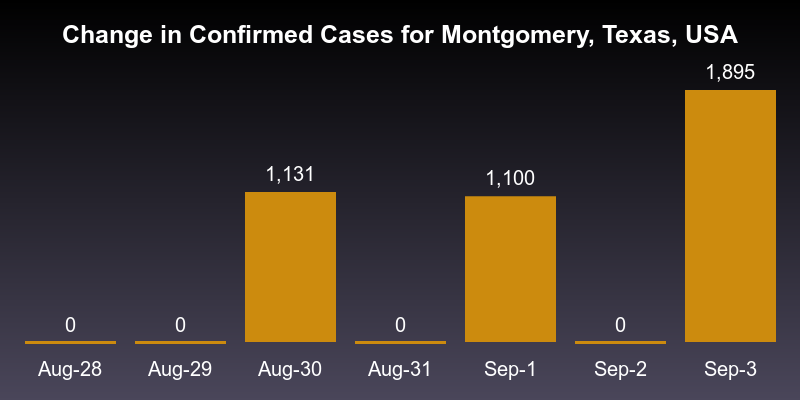 Change in Confirmed Cases for Montgomery, Texas, USA
1,895
1,131
1,100
0
0
0
0
Aug-28
Aug-29
Aug-30
Aug-31
Sep-1
Sep-2
Sep-3